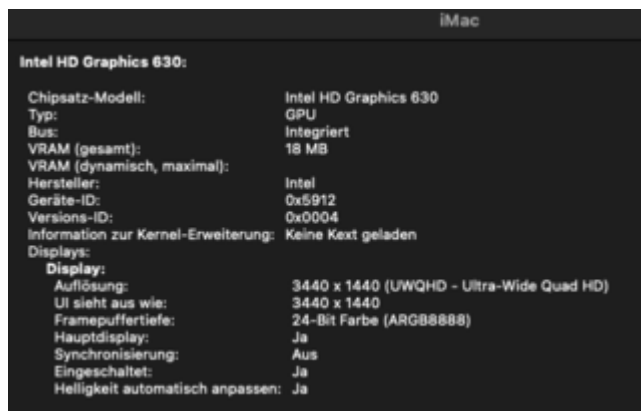 iMac
Intel HD Graphics 630:
Chipsatz-Modell: Intel HD Graphics 630
Typ: GPU
Bus: Integriert
VRAM (gesamt): 18 MB
VRAM (dynamisch, maximal):
Hersteller: Intel
Geräte-ID: 0x5912
Versions-ID: 0x0004
Information zur Kernel-Erweiterung: Keine Kext geladen
Displays:
Display:
Auflösung: 3440 x 1440 (UWQHD - Ultra-Wide Quad HD)
UI sieht aus wie: 3440 x 1440
Framepuffertiefe: 24-Bit Farbe (ARGB8888)
Hauptdisplay: Ja
Synchronisierung: Aus
Eingeschaltet: Ja
Helligkeit automatisch anpassen: Ja